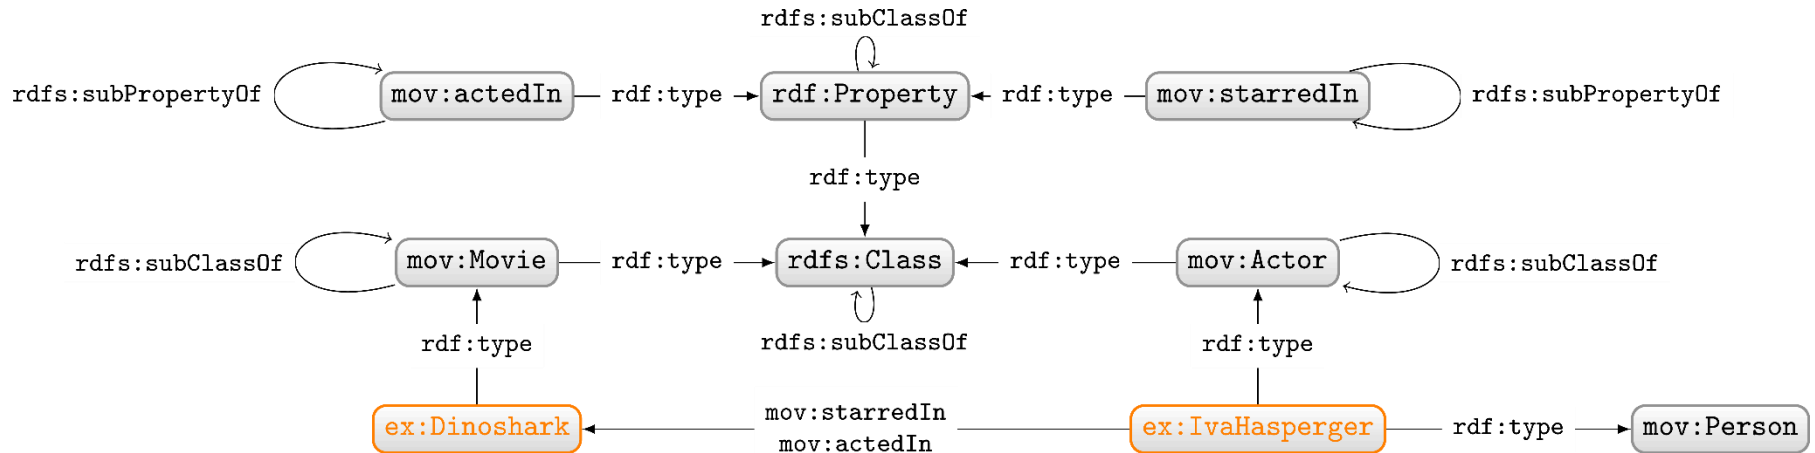 rdfs:subClassOf
rdfs:subPropertyOf mov:actedIn rdf:type rdf:Property rdf:type mov:starredIn rdfs:subPropertyOf
rdf:type
rdfs:subClassOf mov:Movie rdf:type rdfs:Class rdf:type mov:Actor rdfs:subClassOf
rdf:type rdfs:subClassOf rdf:type
mov:starredIn
ex:Dinoshark ex:IvaHasperger rdf:type mov:Person
mov:actedIn